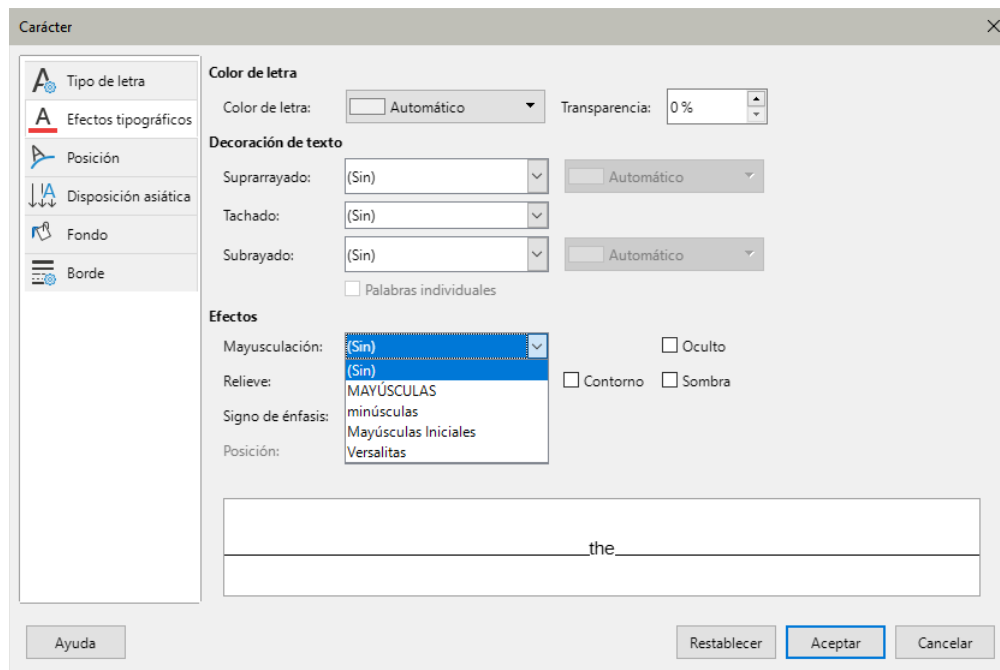 Carácter
Tipo de letra
Efectos tipográficos
Posición
Disposición asiática
Fondo
Borde
Color de letra
Color de letra: Automático Transparencia: 0 %
Decoración de texto
Suprarrayado: (Sin) Automático
Tachado: (Sin)
Subrayado: (Sin) Automático
Palabras individuales
Efectos
Mayusculación: (Sin) Oculto
(Sin)
Relieve: MAYÚSCULAS Contorno Sombra
minúsculas
Signo de énfasis:
Mayúsculas Iniciales
Posición: Versalitas
the
Ayuda Restablecer Aceptar Cancelar